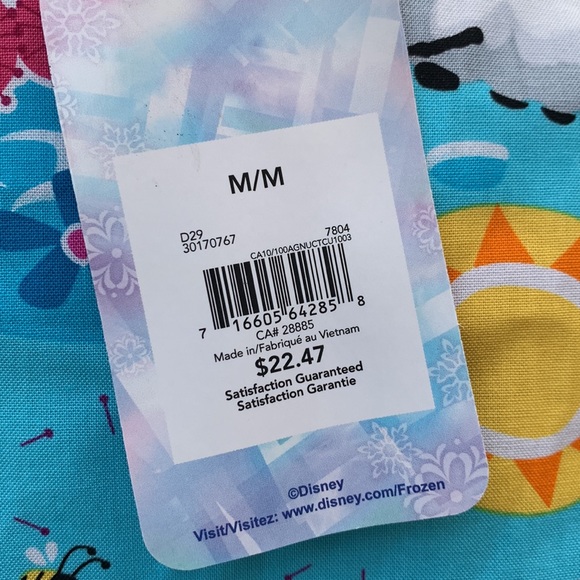 M/M
D29 7804
30170767 CA10/100AGNUCTCU1003
7 16605 64285 8
CA# 28885
Made in/Fabriqué au Vietnam
$22.47
Satisfaction Guaranteed
Satisfaction Garantie
©Disney
Visit/Visitez: www.disney.com/Frozen